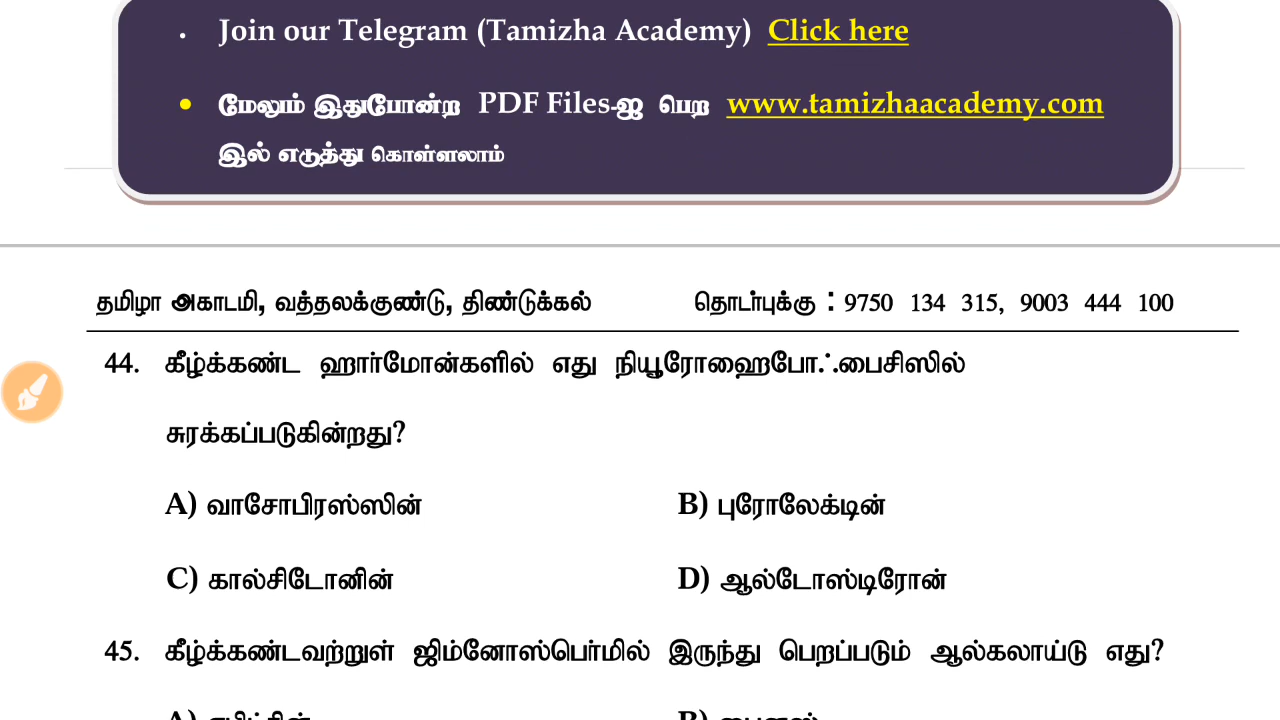 Join our Telegram (Tamizha Academy) Click here
மேலும் இதுபோன்ற PDF Files-ஐ பெற www.tamizhaacademy.com
இல் எடுத்து கொள்ளலாம்
தமிழா அகாடமி, வத்தலக்குண்டு, திண்டுக்கல் தொடர்புக்கு : 9750 134 315, 9003 444 100
44. கீழ்க்கண்ட ஹார்மோன்களில் எது நியூரோஹைபோஃபைசிஸில்
சுரக்கப்படுகின்றது?
A) வாசோபிரஸ்ஸின் B) புரோலேக்டின்
C) கால்சிடோனின் D) ஆல்டோஸ்டிரோன்
45. கீழ்க்கண்டவற்றுள் ஜிம்னோஸ்பெர்மில் இருந்து பெறப்படும் ஆல்கலாய்டு எது?
A) B)